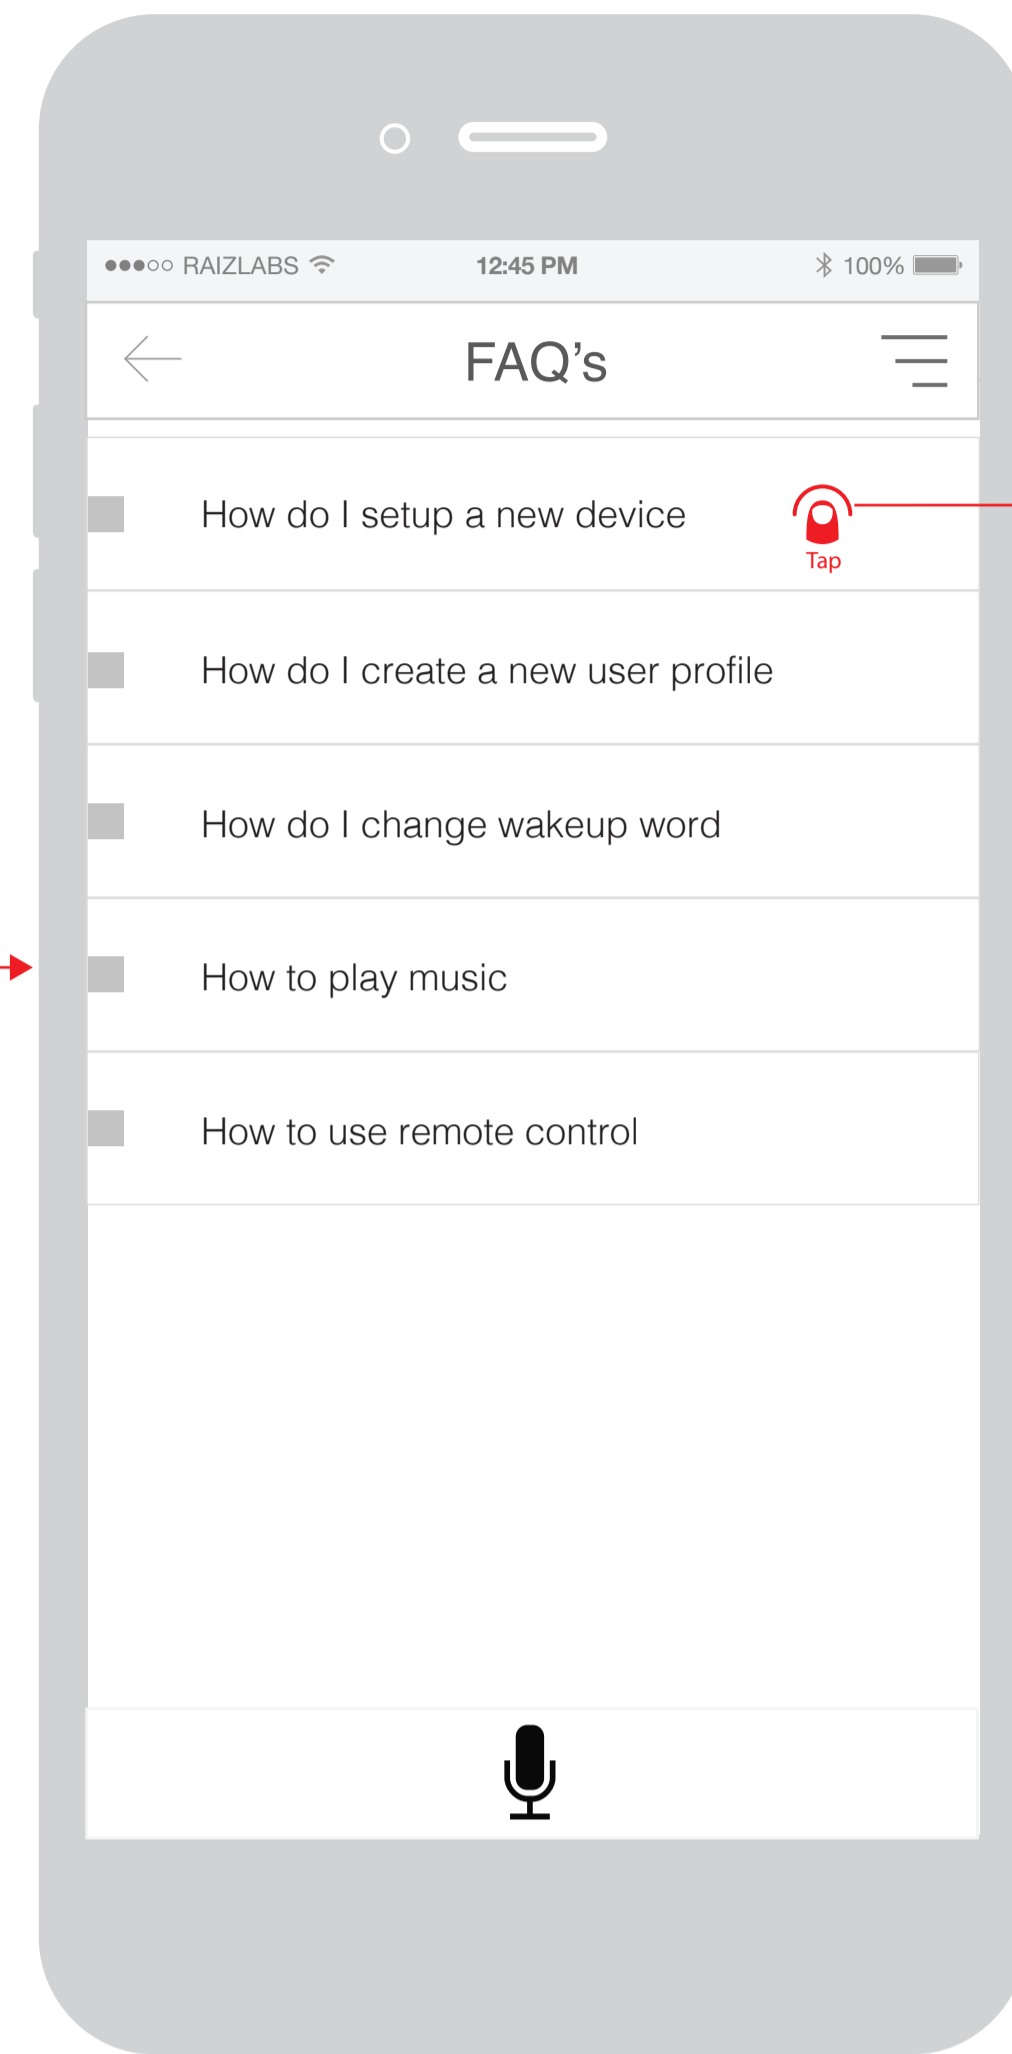 RAIZLABS 12:45 PM 100%
FAQ’s
How do I setup a new device
Tap
How do I create a new user profile
How do I change wakeup word
How to play music
How to use remote control